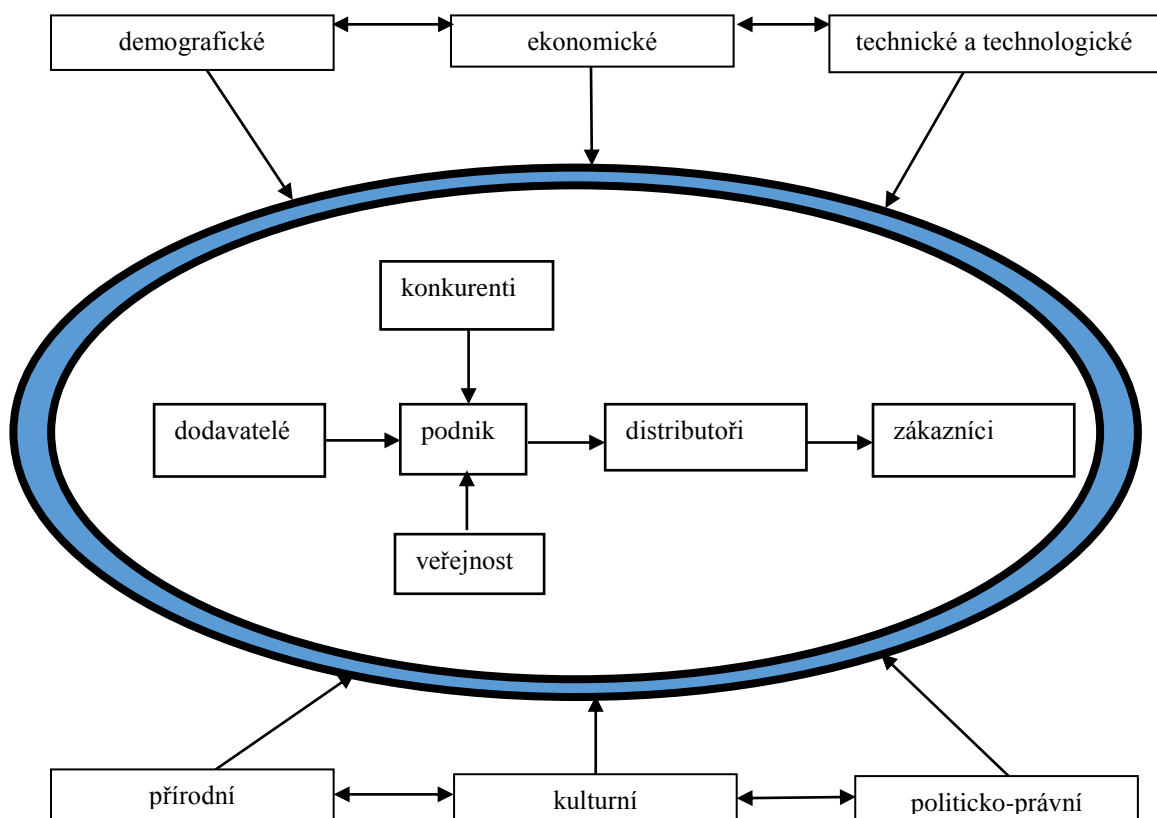 demografické
ekonomické
technické a technologické
konkurenti
dodavatelé
podnik
distributoři
zákazníci
veřejnost
přírodní
kulturní
politicko-právní